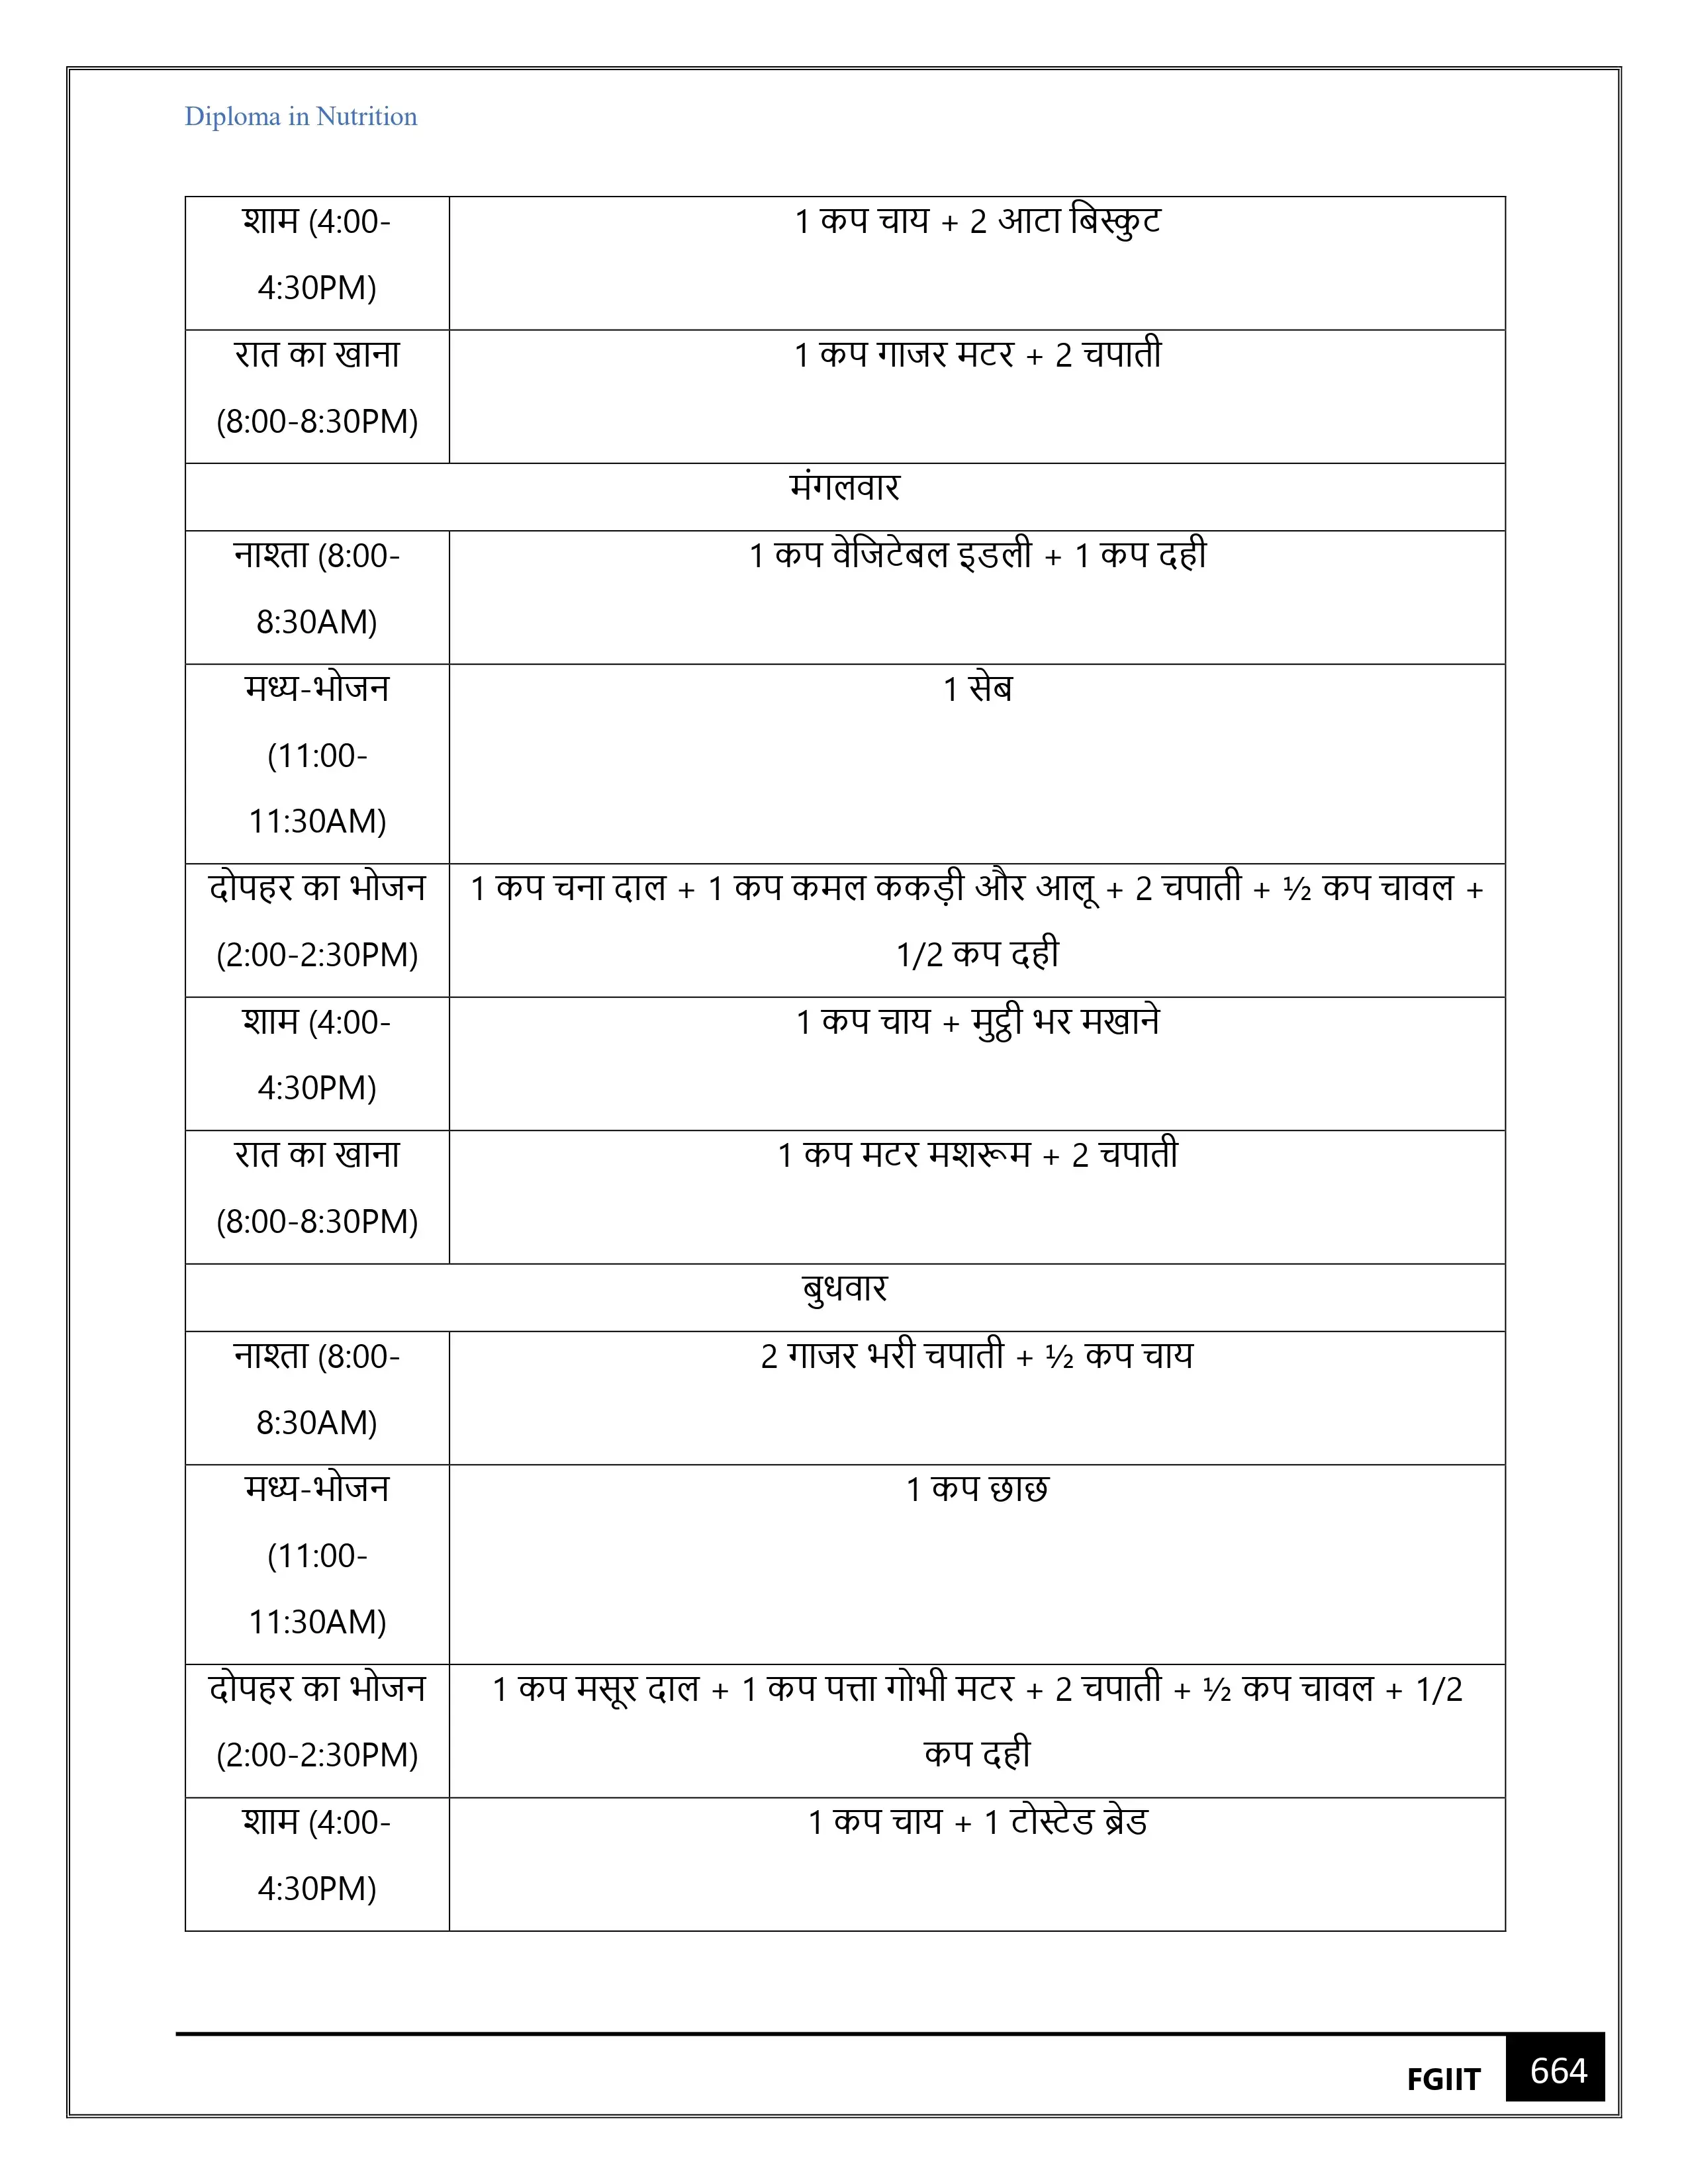 Diploma in Nutrition
शाम (4:00-
4:30PM)
1 कप चाय + 2 आटा बिस्कुट
रात का खाना
(8:00-8:30PM)
1 कप गाजर मटर + 2 चपाती
मंगलवार
नाश्ता (8:00-
8:30AM)
1 कप वेजिटेबल इडली + 1 कप दही
मध्य-भोजन
(11:00-
11:30AM)
1 सेब
दोपहर का भोजन
(2:00-2:30PM)
1 कप चना दाल + 1 कप कमल ककड़ी और आलू + 2 चपाती + ½ कप चावल +
1/2 कप दही
शाम (4:00-
4:30PM)
1 कप चाय + मुट्ठी भर मखाने
रात का खाना
(8:00-8:30PM)
1 कप मटर मशरूम + 2 चपाती
बुधवार
नाश्ता (8:00-
8:30AM)
2 गाजर भरी चपाती + ½ कप चाय
मध्य-भोजन
(11:00-
11:30AM)
1 कप छाछ
दोपहर का भोजन
(2:00-2:30PM)
1 कप मसूर दाल + 1 कप पत्ता गोभी मटर + 2 चपाती + ½ कप चावल + 1/2
कप दही
शाम (4:00-
4:30PM)
1 कप चाय + 1 टोस्टेड ब्रेड
FGIIT 664